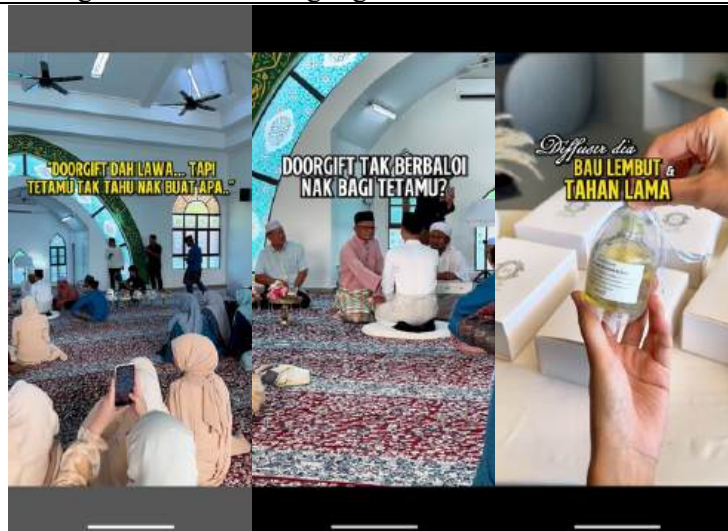 "DOORGIFT DAH LAWA... TAPI
TETAMU TAK TAHU NAK BUAT APA.."
DOORGIFT TAK BERBALOI
NAK BAGI TETAMU?
Diffuser dia
BAU LEMBUT &
TAHAN LAMA